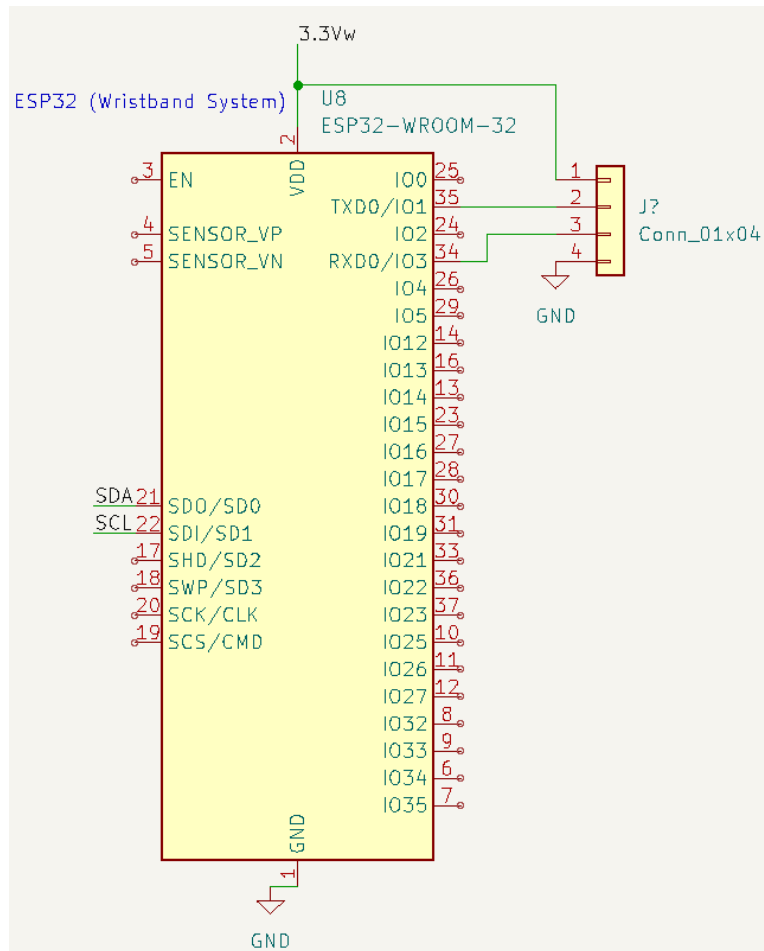 3.3Vw
ESP32 (Wristband System)
U8
ESP32-WROOM-32
2
VDD
3 EN
IO0 25
TXD0/IO1 35
4 SENSOR_VP
IO2 24
5 SENSOR_VN
RXD0/IO3 34
IO4 26
IO5 29
IO12 14
IO13 16
IO14 13
IO15 23
IO16 27
IO17 28
SDA 21 SDO/SD0
IO18 30
SCL 22 SDI/SD1
IO19 31
17 SHD/SD2
IO21 33
18 SWP/SD3
IO22 36
20 SCK/CLK
IO23 37
19 SCS/CMD
IO25 10
IO26 11
IO27 12
IO32 8
IO33 9
IO34 6
IO35 7
GND
1
GND
1
2
3
4
J?
Conn_01x04
GND